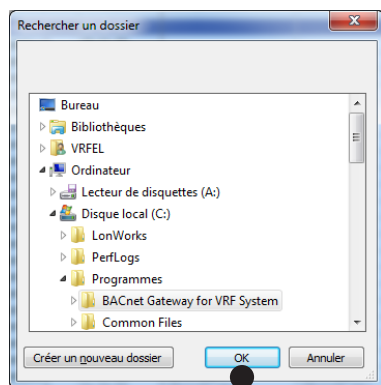 Rechercher un dossier
Bureau
Bibliothèques
VRFEL
Ordinateur
Lecteur de disquettes (A:)
Disque local (C:)
LonWorks
PerfLogs
Programmes
BACnet Gateway for VRF System
Common Files
Créer un nouveau dossier OK Annuler